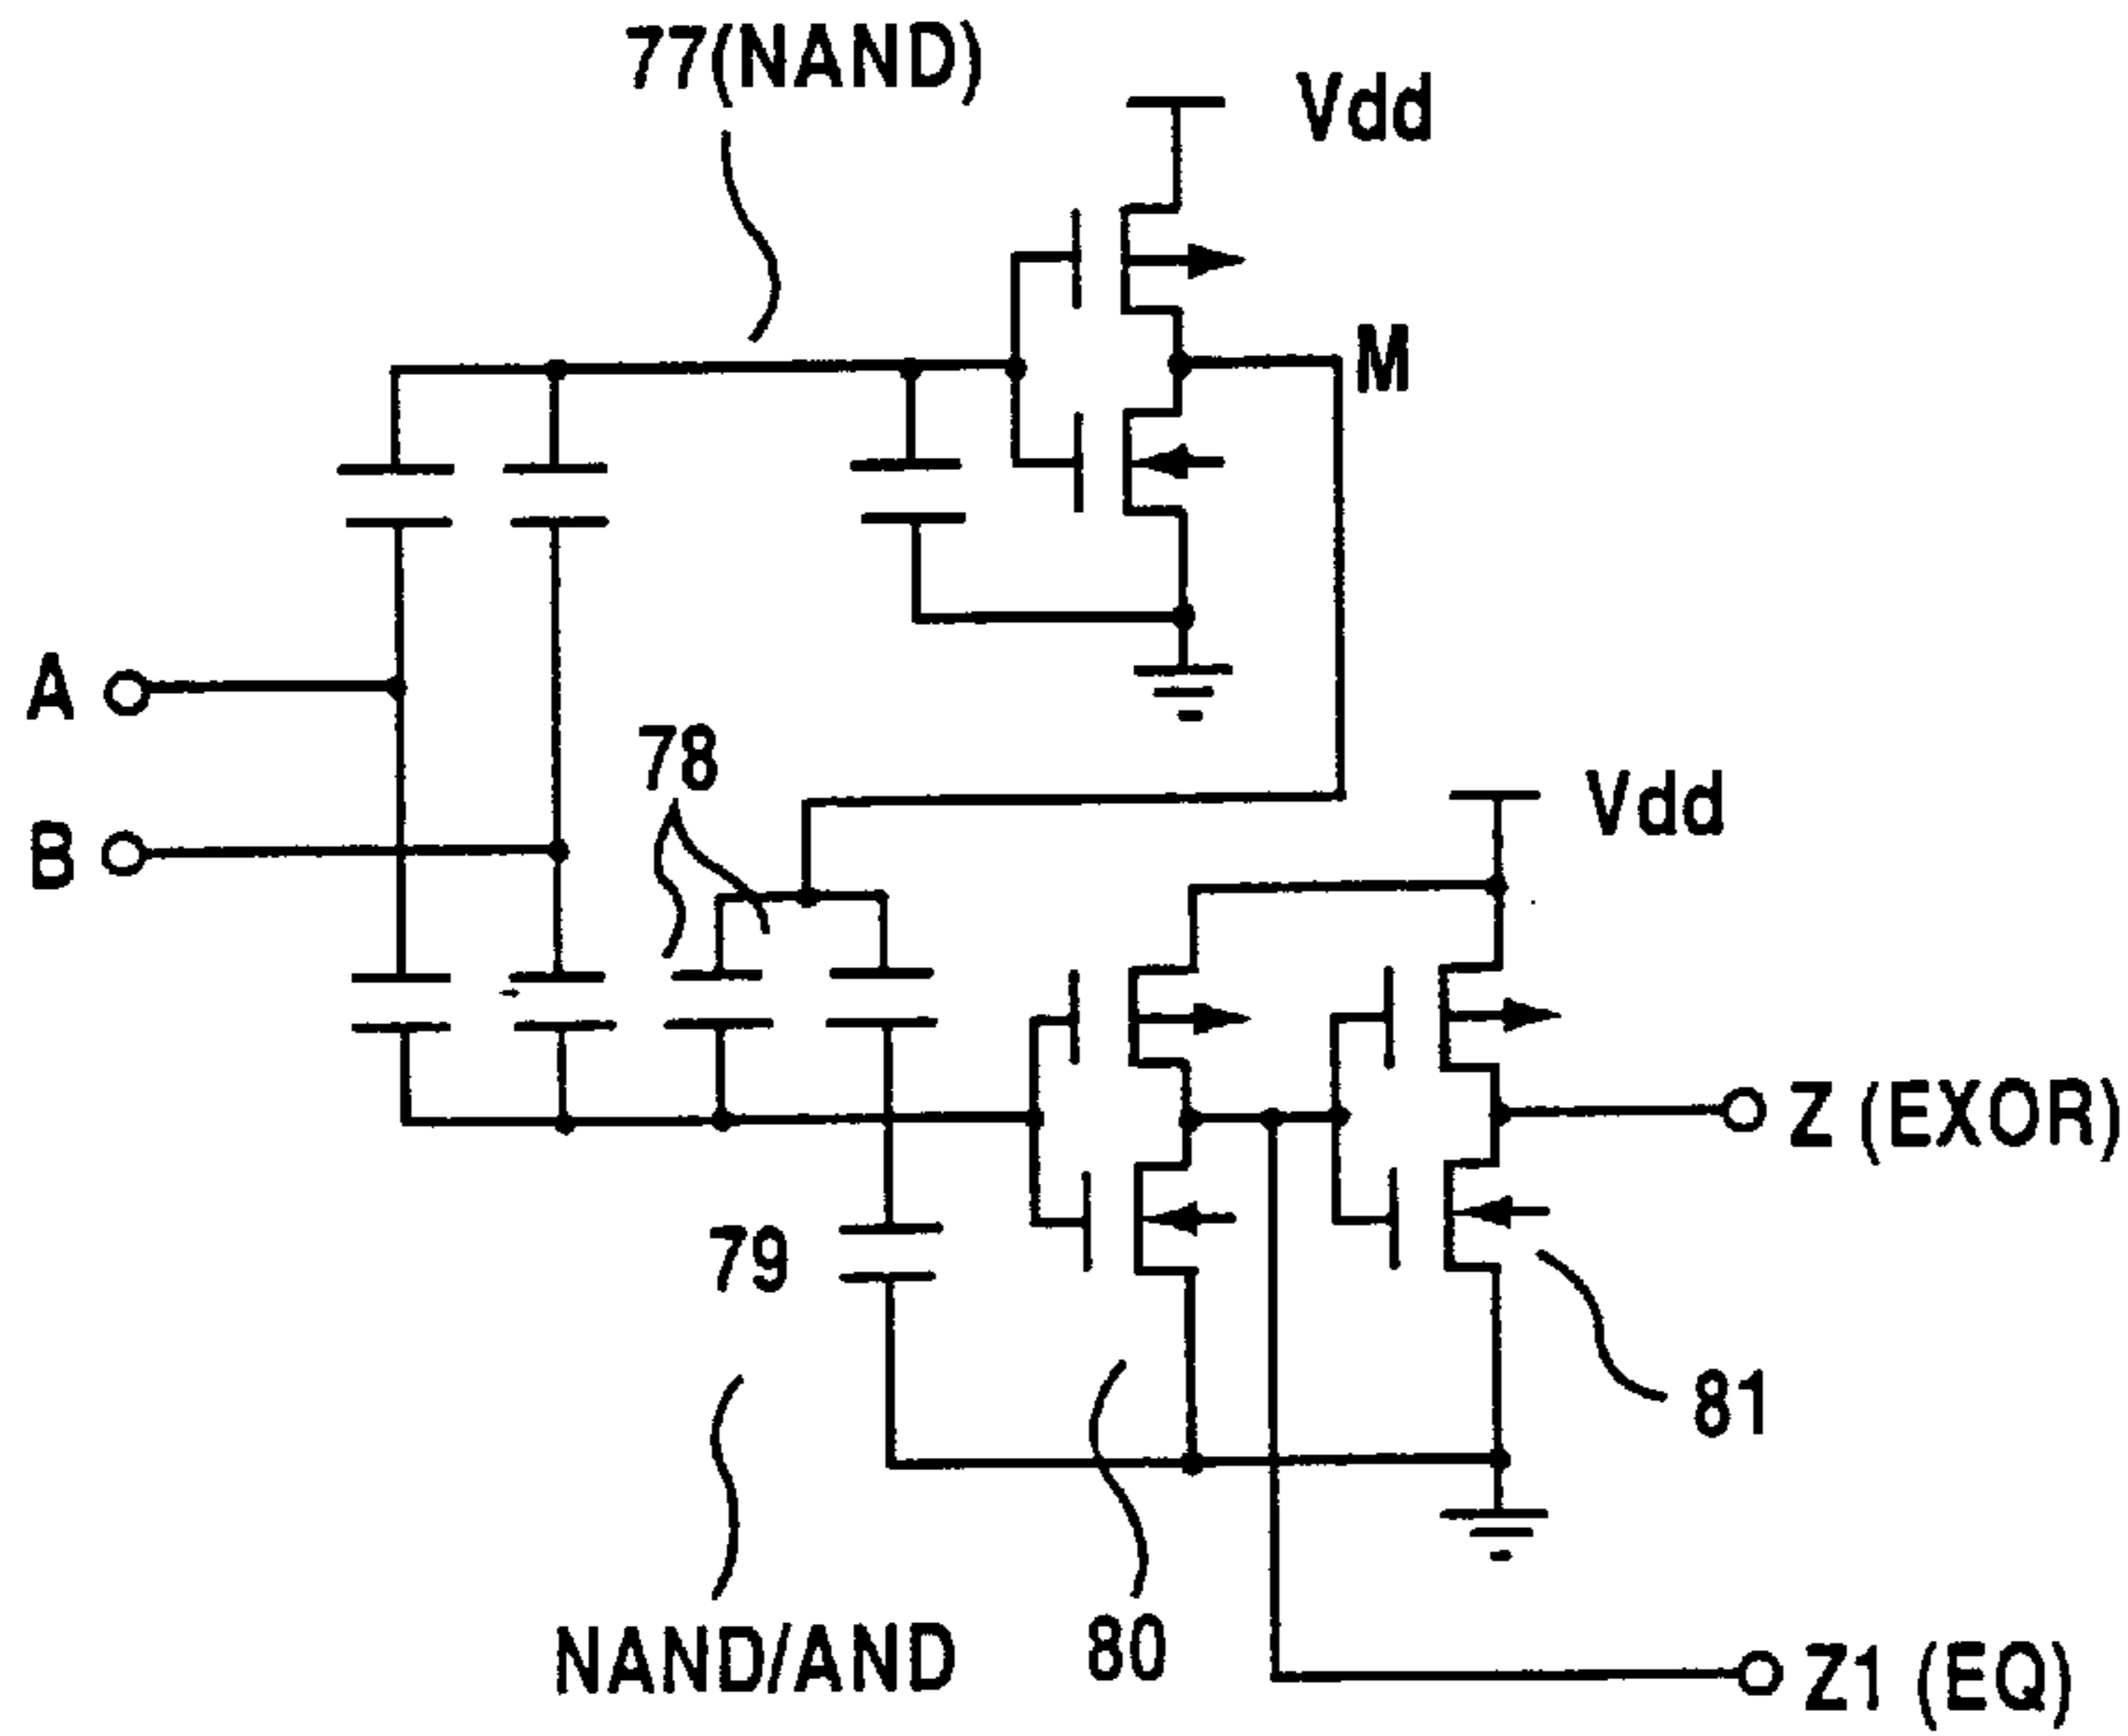 77(NAND)
Vdd
M
A
78
Vdd
B
Z (EXOR)
79
81
NAND/AND
80
Z1 (EQ)